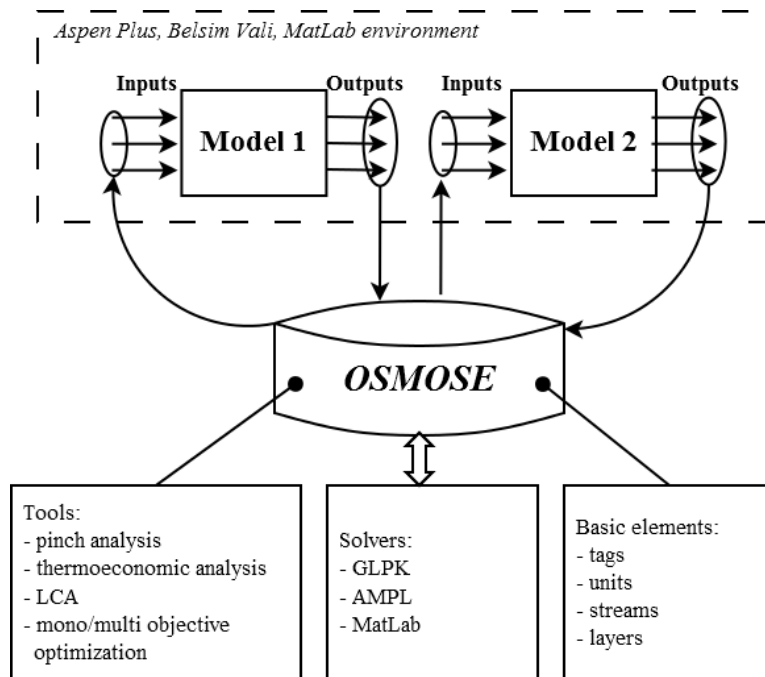 Aspen Plus, Belsim Vali, MatLab environment
Inputs
Outputs
Inputs
Outputs
Model 1
Model 2
OSMOSE
Tools:
- pinch analysis
- thermoeconomic analysis
- LCA
- mono/multi objective
optimization
Solvers:
- GLPK
- AMPL
- MatLab
Basic elements:
- tags
- units
- streams
- layers